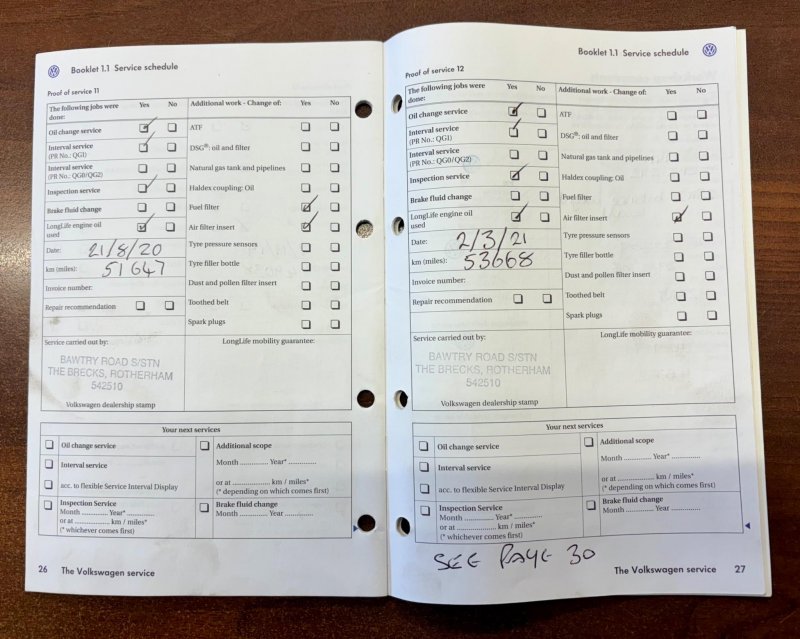 Booklet 1.1 Service schedule
Proof of service 11
The following jobs were done: Yes No Additional work - Change of: Yes No
Oil change service ATF
Interval service (PR No.: QG1) DSG®: oil and filter
Interval service (PR No.: QG0/QG2) Natural gas tank and pipelines
Inspection service Haldex coupling: Oil
Brake fluid change Fuel filter
LongLife engine oil used Air filter insert
Date: 21/8/20 Tyre pressure sensors
km (miles): 51647 Tyre filler bottle
Invoice number: Dust and pollen filter insert
Repair recommendation Toothed belt
Spark plugs
Service carried out by: LongLife mobility guarantee:
BAWTRY ROAD S/STN
THE BRECKS, ROTHERHAM
542510
Volkswagen dealership stamp
Your next services
Oil change service Additional scope
Interval service Month ............ Year* ............
acc. to flexible Service Interval Display or at ............ km / miles*
(* depending on which comes first)
Inspection Service Brake fluid change
Month ......... Year* ............ Month ......... Year ............
or at ............ km / miles*
(* whichever comes first)
26 The Volkswagen service
Booklet 1.1 Service schedule
Proof of service 12
The following jobs were done: Yes No Additional work - Change of: Yes No
Oil change service ATF
Interval service (PR No.: QG1) DSG®: oil and filter
Interval service (PR No.: QG0/QG2) Natural gas tank and pipelines
Inspection service Haldex coupling: Oil
Brake fluid change Fuel filter
LongLife engine oil used Air filter insert
Date: 2/3/21 Tyre pressure sensors
km (miles): 53668 Tyre filler bottle
Invoice number: Dust and pollen filter insert
Repair recommendation Toothed belt
Spark plugs
Service carried out by: LongLife mobility guarantee:
BAWTRY ROAD S/STN
THE BRECKS, ROTHERHAM
542510
Volkswagen dealership stamp
Your next services
Oil change service Additional scope
Interval service Month ............ Year* ............
acc. to flexible Service Interval Display or at ............ km / miles*
(* depending on which comes first)
Inspection Service Brake fluid change
Month ......... Year* ............ Month ......... Year ............
or at ............ km / miles*
(* whichever comes first)
SEE PAGE 30
The Volkswagen service 27